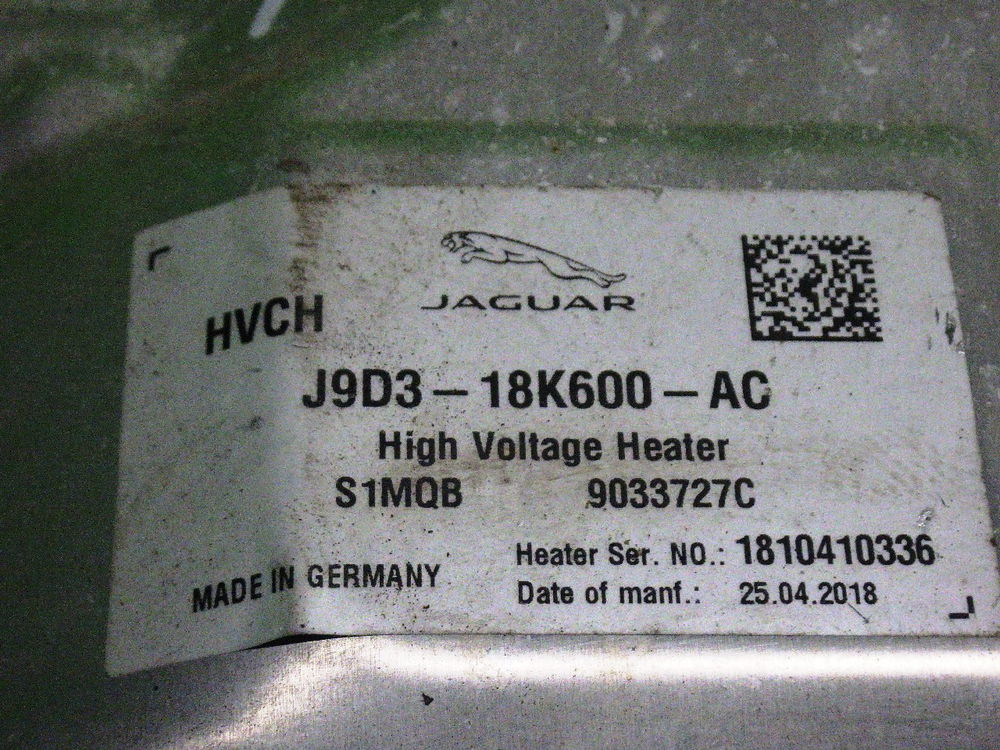 JAGUAR
HVCH
J9D3 – 18K600 – AC
High Voltage Heater
S1MQB 9033727C
Heater Ser. NO.: 1810410336
MADE IN GERMANY
Date of manf.: 25.04.2018